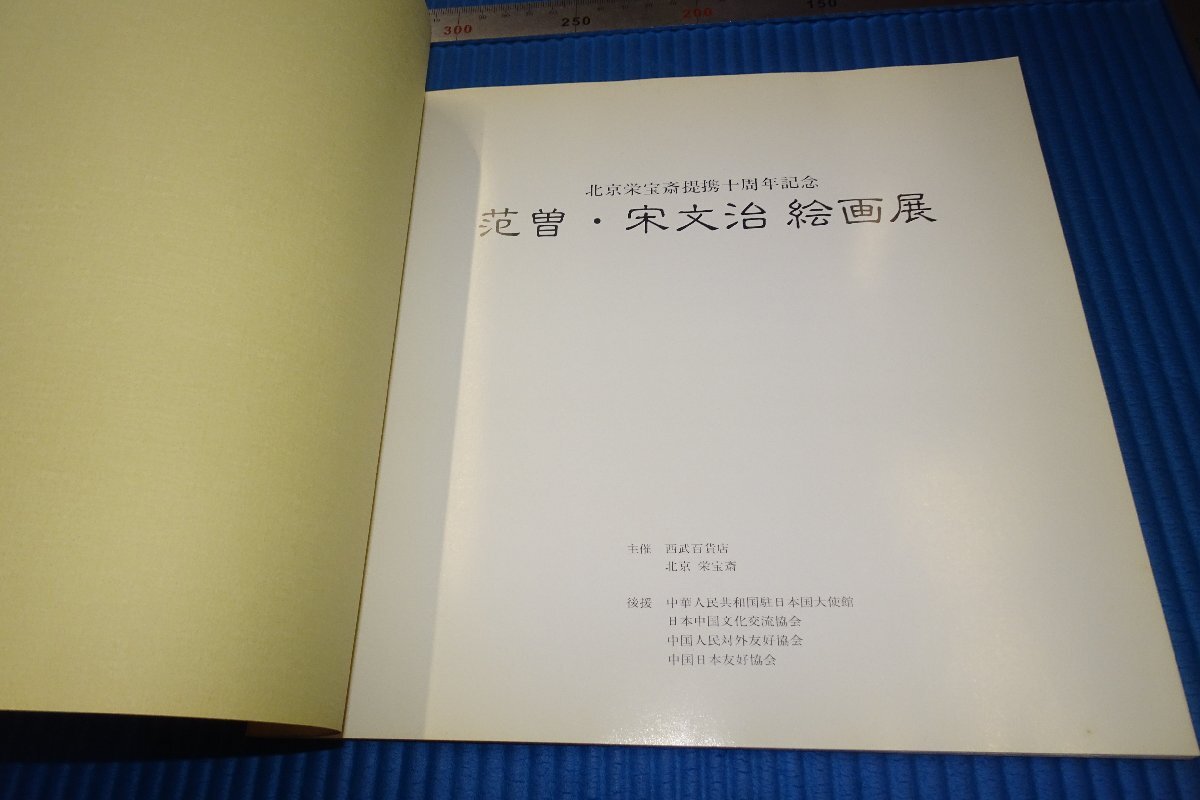 300 250 200 150
北京栄宝斎提携十周年記念
范曽・宋文治 絵画展
主催 西武百貨店
北京 栄宝斎
後援 中華人民共和国駐日本国大使館
日本中国文化交流協会
中国人民対外友好協会
中国日本友好協会